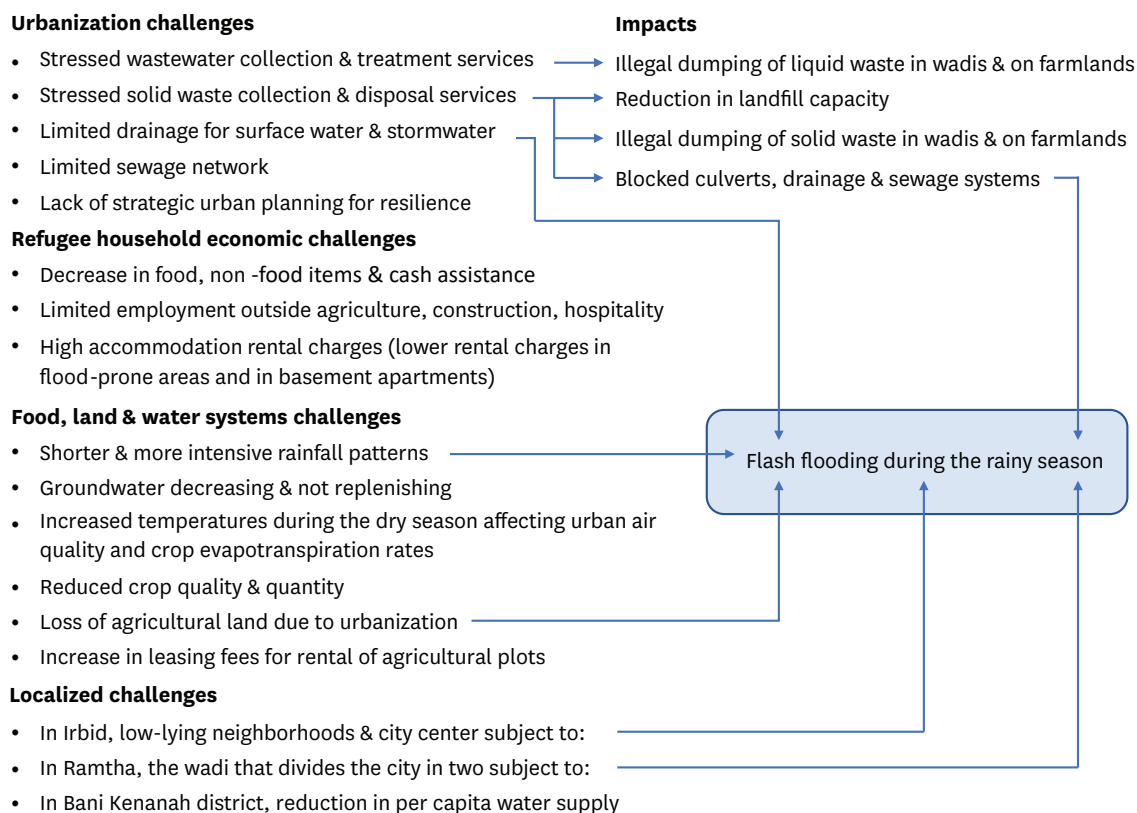 Urbanization challenges
• Stressed wastewater collection & treatment services
• Stressed solid waste collection & disposal services
• Limited drainage for surface water & stormwater
• Limited sewage network
• Lack of strategic urban planning for resilience
Refugee household economic challenges
• Decrease in food, non -food items & cash assistance
• Limited employment outside agriculture, construction, hospitality
• High accommodation rental charges (lower rental charges in
flood-prone areas and in basement apartments)
Food, land & water systems challenges
• Shorter & more intensive rainfall patterns
• Groundwater decreasing & not replenishing
• Increased temperatures during the dry season affecting urban air
quality and crop evapotranspiration rates
• Reduced crop quality & quantity
• Loss of agricultural land due to urbanization
• Increase in leasing fees for rental of agricultural plots
Localized challenges
• In Irbid, low-lying neighborhoods & city center subject to:
• In Ramtha, the wadi that divides the city in two subject to:
• In Bani Kenanah district, reduction in per capita water supply
Impacts
Illegal dumping of liquid waste in wadis & on farmlands
Reduction in landfill capacity
Illegal dumping of solid waste in wadis & on farmlands
Blocked culverts, drainage & sewage systems
Flash flooding during the rainy season